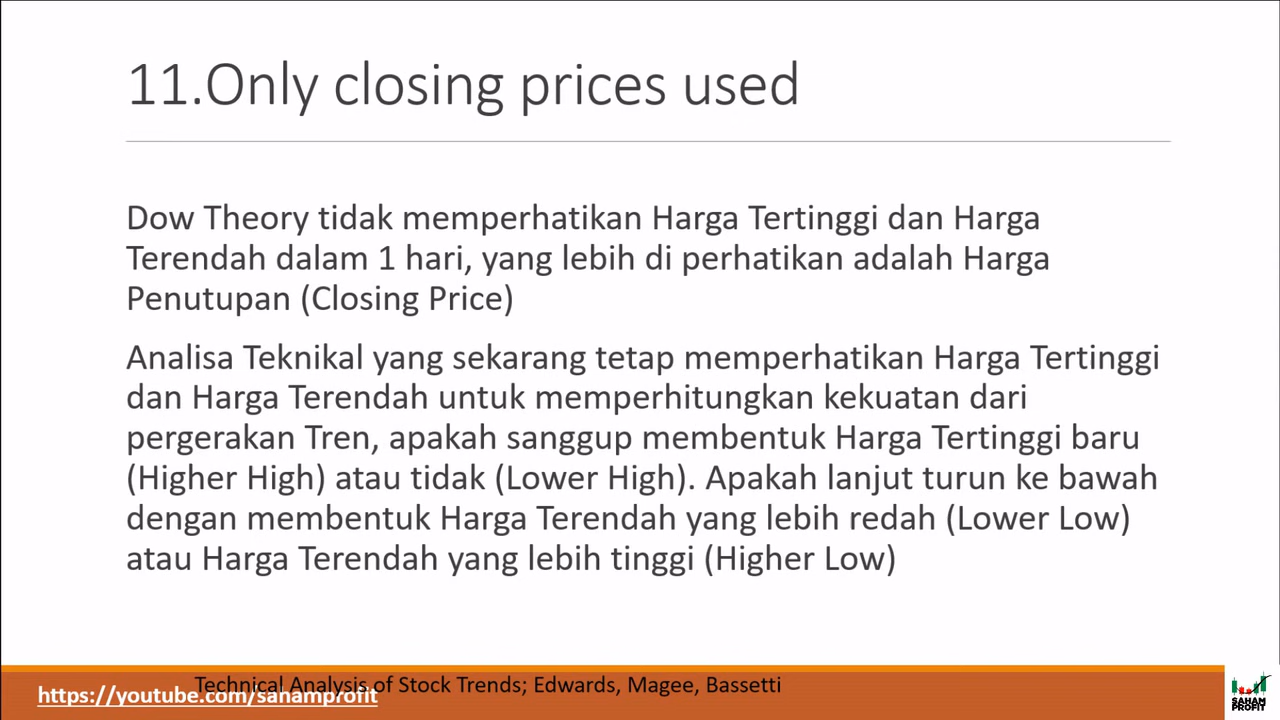 11.Only closing prices used
Dow Theory tidak memperhatikan Harga Tertinggi dan Harga
Terendah dalam 1 hari, yang lebih di perhatikan adalah Harga
Penutupan (Closing Price)
Analisa Teknikal yang sekarang tetap memperhatikan Harga Tertinggi
dan Harga Terendah untuk memperhitungkan kekuatan dari
pergerakan Tren, apakah sanggup membentuk Harga Tertinggi baru
(Higher High) atau tidak (Lower High). Apakah lanjut turun ke bawah
dengan membentuk Harga Terendah yang lebih redah (Lower Low)
atau Harga Terendah yang lebih tinggi (Higher Low)
Technical Analysis of Stock Trends; Edwards, Magee, Bassetti
https://youtube.com/sahamprofit
SAHAM
PROFIT